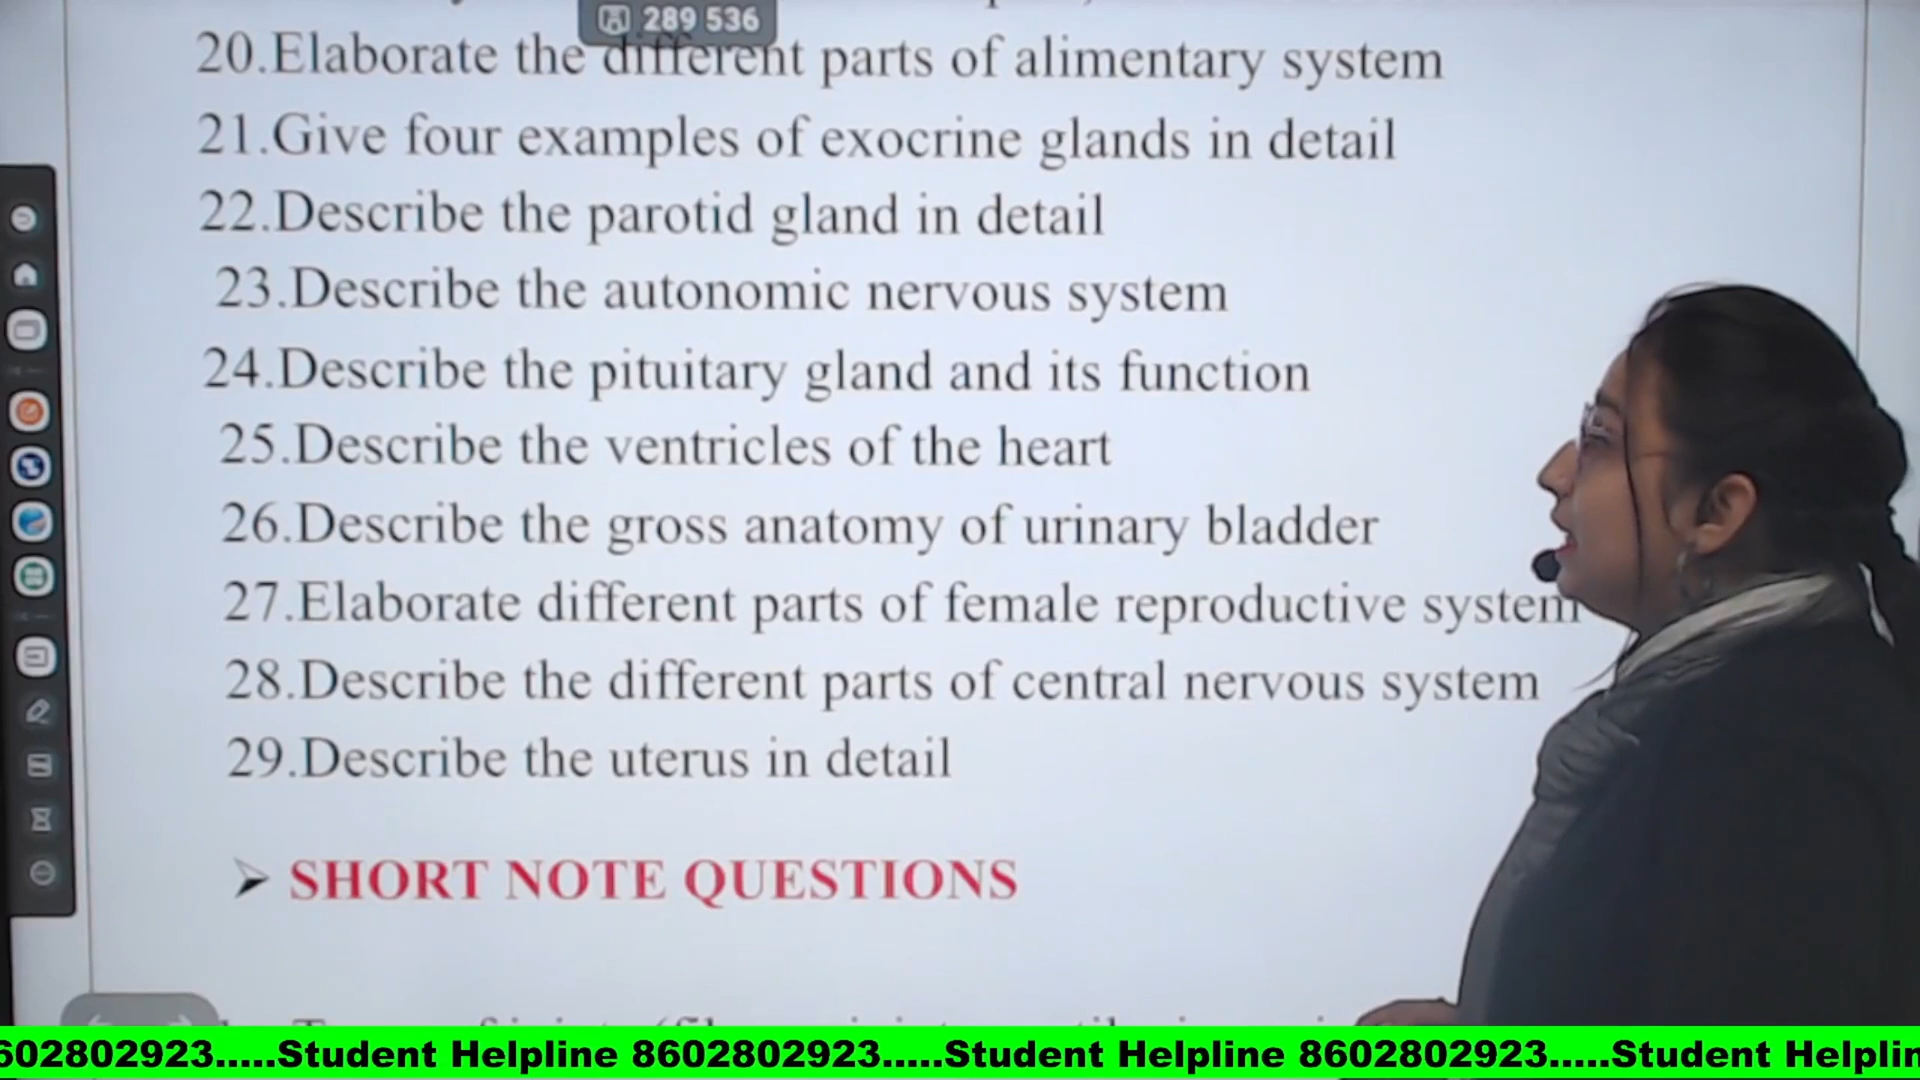 289 536
20.Elaborate the different parts of alimentary system
21.Give four examples of exocrine glands in detail
22.Describe the parotid gland in detail
23.Describe the autonomic nervous system
24.Describe the pituitary gland and its function
25.Describe the ventricles of the heart
26.Describe the gross anatomy of urinary bladder
27.Elaborate different parts of female reproductive system
28.Describe the different parts of central nervous system
29.Describe the uterus in detail
➢ SHORT NOTE QUESTIONS
602802923.....Student Helpline 8602802923.....Student Helpline 8602802923.....Student Helplin